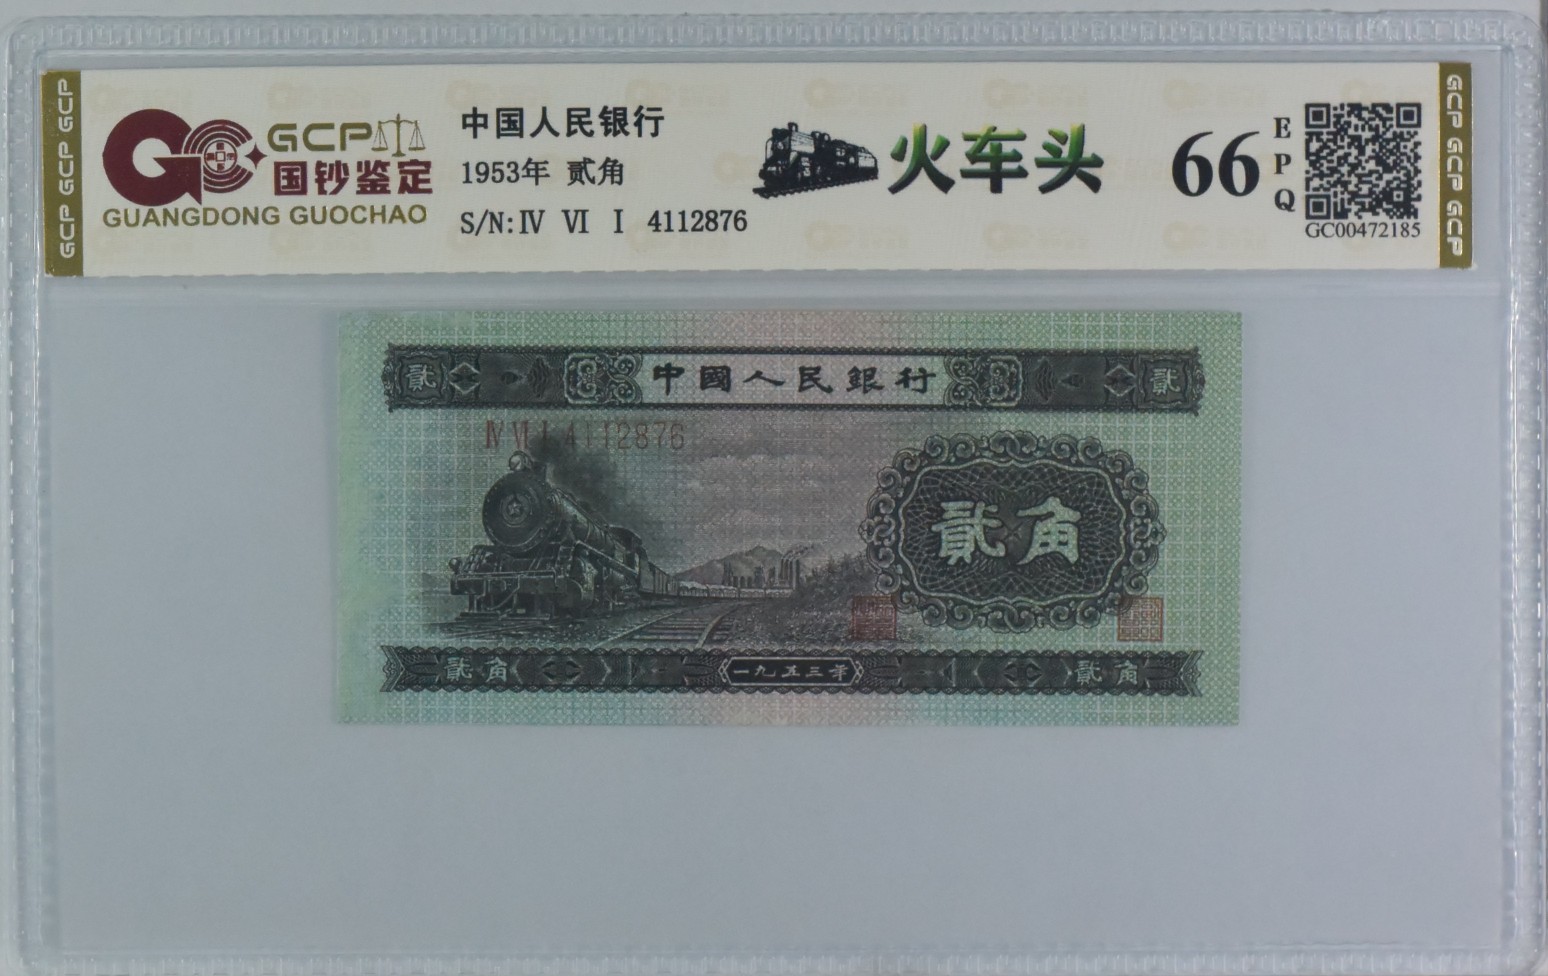 GCP GCP GCP
GCP
国钞鉴定
GUANGDONG GUOCHAO
中国人民银行
1953年 贰角
S/N:Ⅳ Ⅵ Ⅰ 4112876
火车头
66
EPQ
GC00472185
GCP GCP GCP
貳 中國人民銀行 貳
Ⅳ Ⅵ Ⅰ 4112876
貳角
貳角 一九五三年 貳角